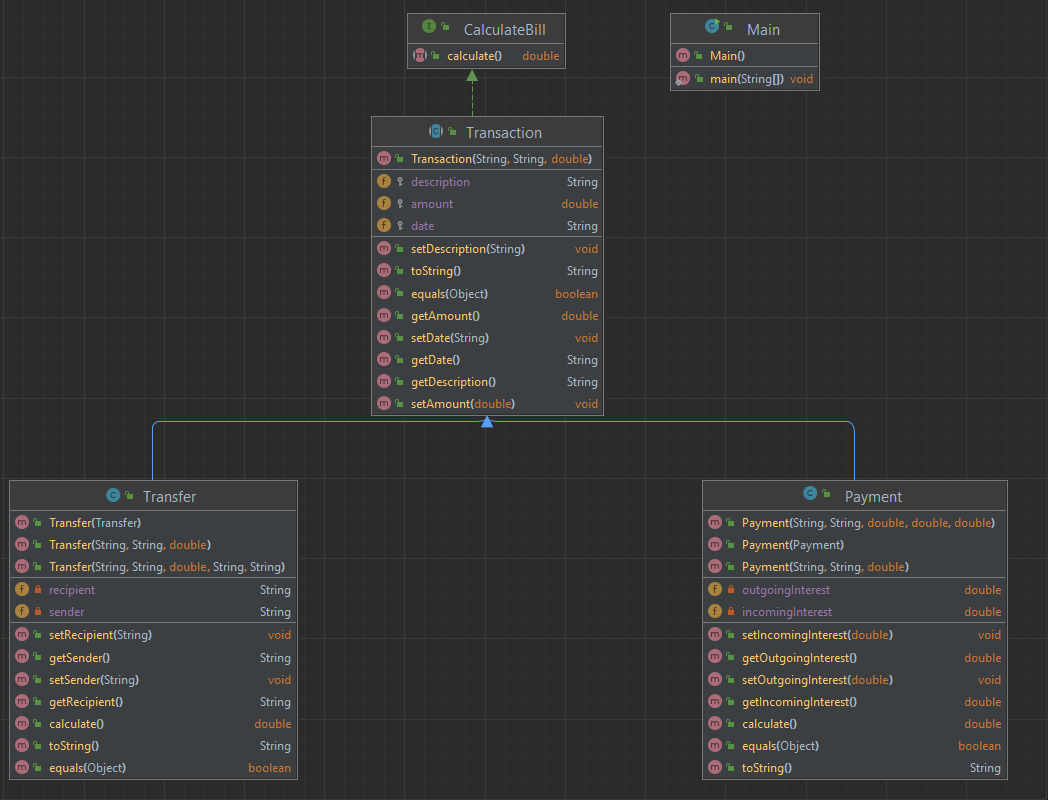 CalculateBill
calculate() double
Main
Main()
main(String[]) void
Transaction
Transaction(String, String, double)
description String
amount double
date String
setDescription(String) void
toString() String
equals(Object) boolean
getAmount() double
setDate(String) void
getDate() String
getDescription() String
setAmount(double) void
Transfer
Transfer(Transfer)
Transfer(String, String, double)
Transfer(String, String, double, String, String)
recipient String
sender String
setRecipient(String) void
getSender() String
setSender(String) void
getRecipient() String
calculate() double
toString() String
equals(Object) boolean
Payment
Payment(String, String, double, double, double)
Payment(Payment)
Payment(String, String, double)
outgoingInterest double
incomingInterest double
setIncomingInterest(double) void
getOutgoingInterest() double
setOutgoingInterest(double) void
getIncomingInterest() double
calculate() double
equals(Object) boolean
toString() String